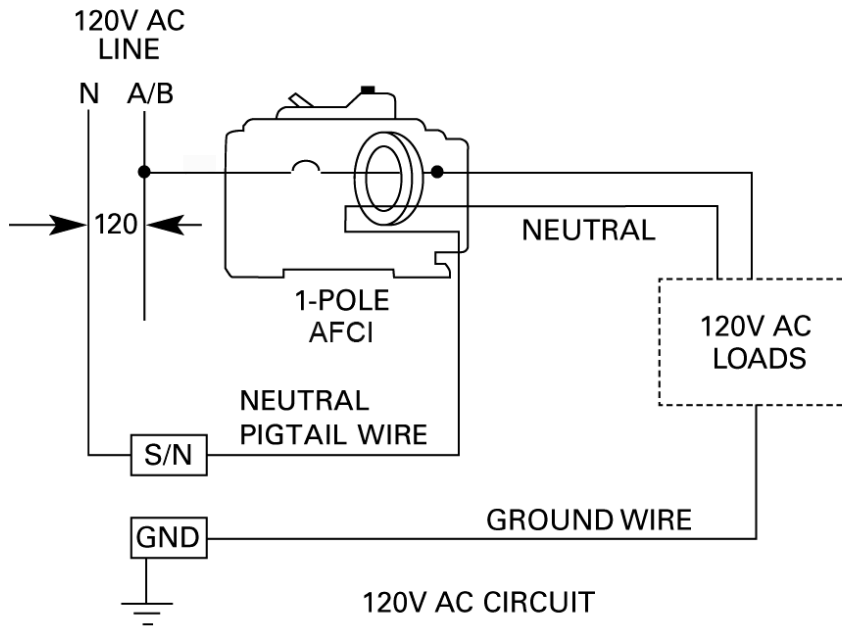 120V AC
LINE
N A/B
120
NEUTRAL
1-POLE
AFCI
120V AC
LOADS
NEUTRAL
PIGTAIL WIRE
S/N
GROUND WIRE
GND
120V AC CIRCUIT